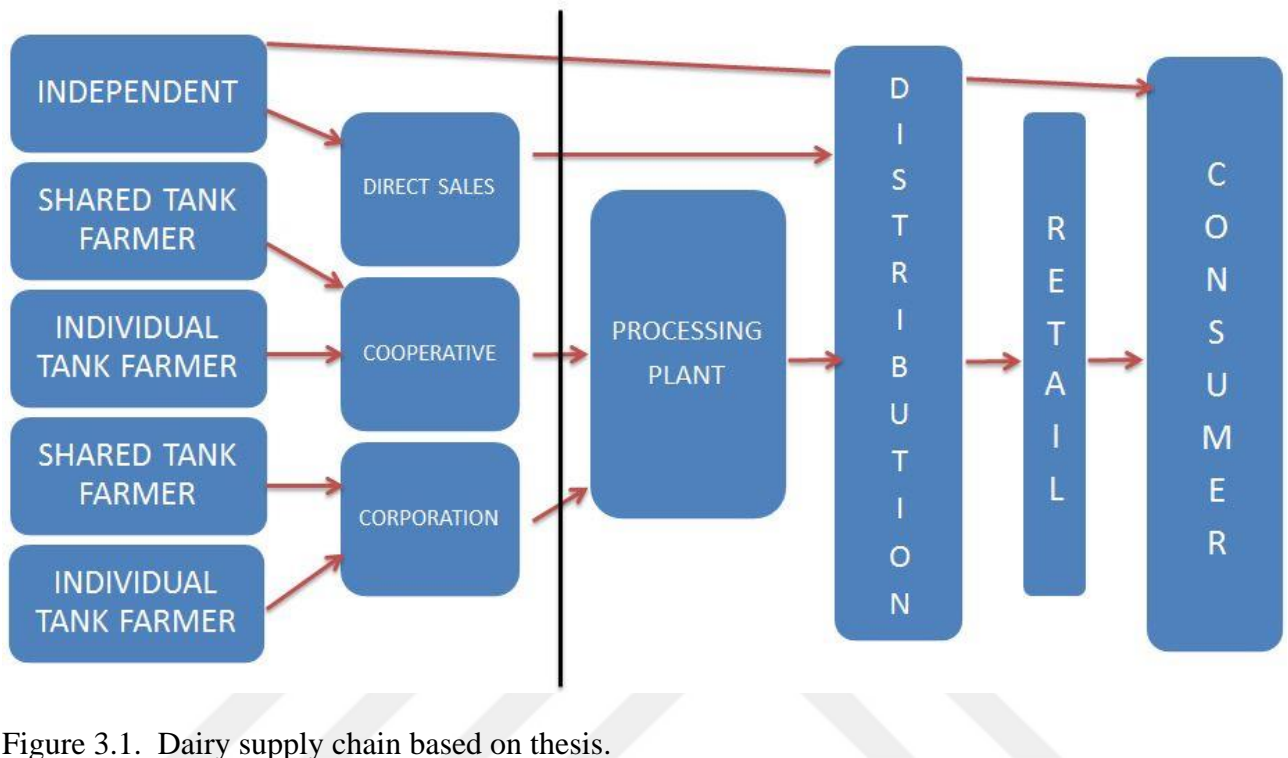 INDEPENDENT
SHARED TANK
FARMER
INDIVIDUAL
TANK FARMER
SHARED TANK
FARMER
INDIVIDUAL
TANK FARMER
DIRECT SALES
COOPERATIVE
CORPORATION
PROCESSING
PLANT
D
I
S
T
R
I
B
U
T
I
O
N
R
E
T
A
I
L
C
O
N
S
U
M
E
R
Figure 3.1. Dairy supply chain based on thesis.